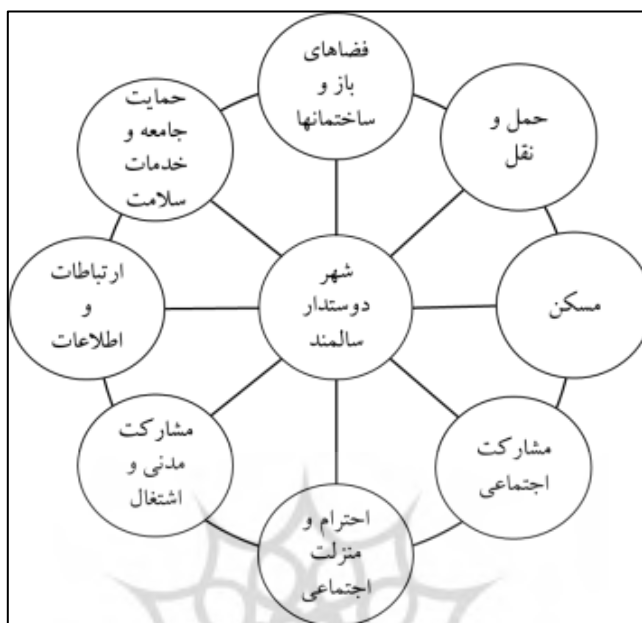 فضاهای
باز و
ساختمانها
حمل و
نقل
مسکن
مشارکت
اجتماعی
احترام و
منزلت
اجتماعی
مشارکت
مدنی و
اشتغال
ارتباطات
و
اطلاعات
حمایت
جامعه و
خدمات
سلامت
شهر
دوستدار
سالمند